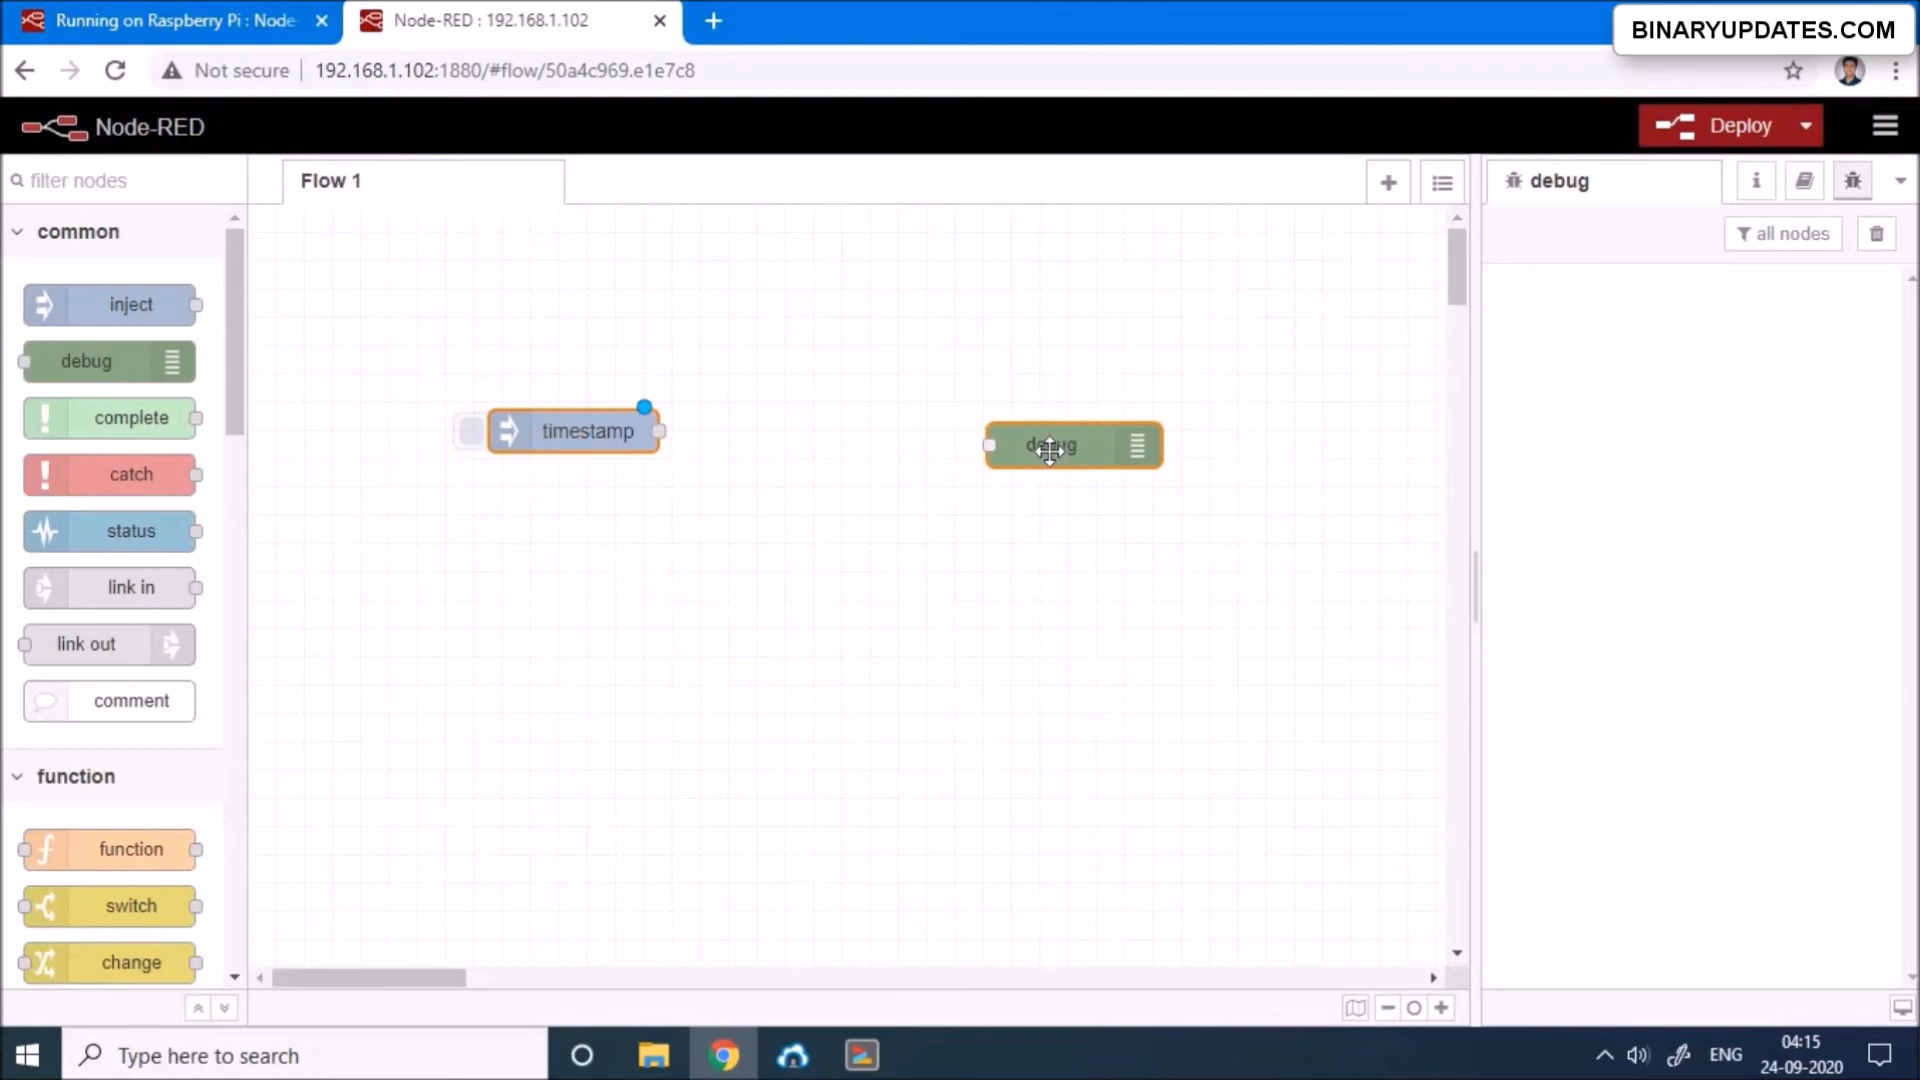 Running on Raspberry Pi : Node-
Node-RED : 192.168.1.102
BINARYUPDATES.COM
Not secure
192.168.1.102:1880/#flow/50a4c969.e1e7c8
Node-RED
Deploy
filter nodes
Flow 1
debug
i
all nodes
common
inject
debug
complete
catch
status
link in
link out
comment
function
function
switch
change
timestamp
debug
Type here to search
ENG
04:15
24-09-2020